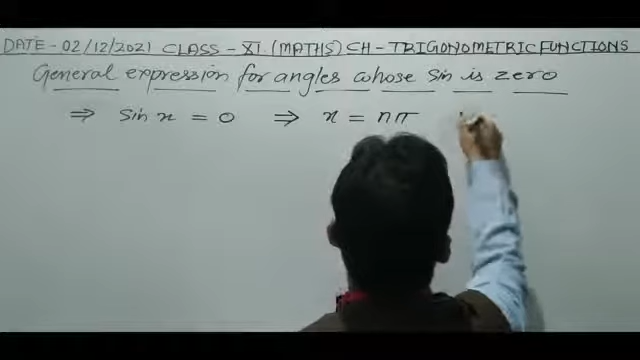 DATE - 02/12/2021 CLASS - XI (MATHS) CH - TRIGONOMETRIC FUNCTIONS
General expression for angles whose Sin is zero
⇒ Sin x = 0 ⇒ x = nπ